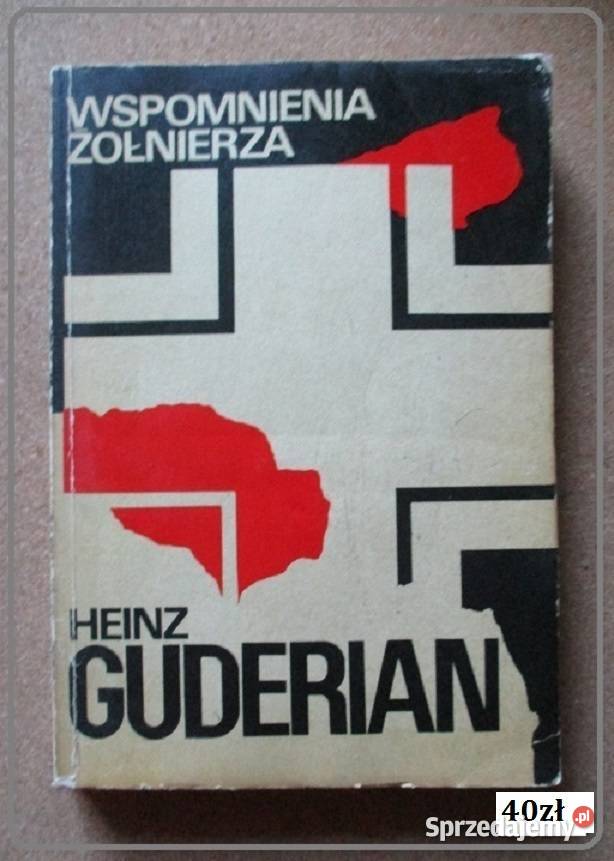 WSPOMNIENIA
ŻOŁNIERZA
HEINZ
GUDERIAN
40zł
Sprzedajemy.pl